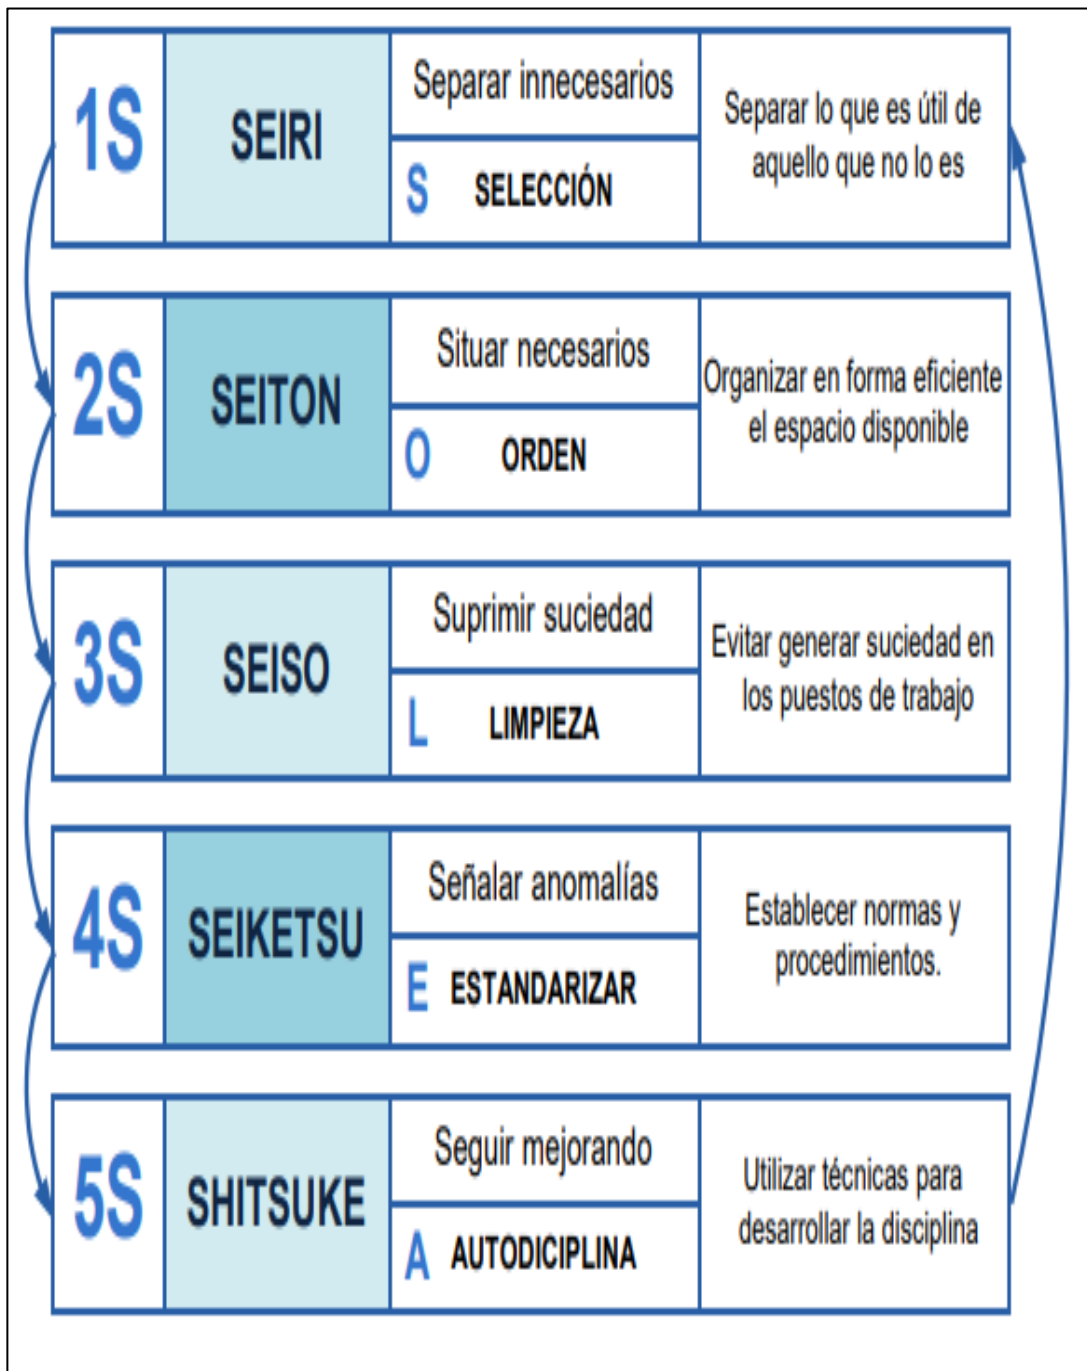 1S
SEIRI
Separar innecesarios
S SELECCIÓN
Separar lo que es útil de
aquello que no lo es
2S
SEITON
Situar necesarios
O ORDEN
Organizar en forma eficiente
el espacio disponible
3S
SEISO
Suprimir suciedad
L LIMPIEZA
Evitar generar suciedad en
los puestos de trabajo
4S
SEIKETSU
Señalar anomalías
E ESTANDARIZAR
Establecer normas y
procedimientos.
5S
SHITSUKE
Seguir mejorando
A AUTODICIPLINA
Utilizar técnicas para
desarrollar la disciplina